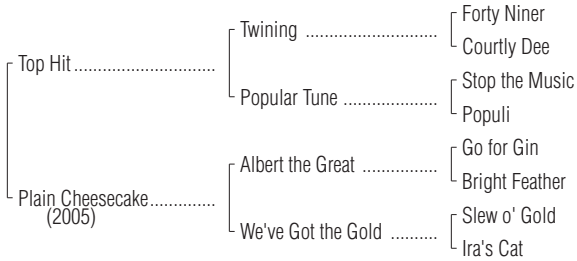 Forty Niner
Twining
Courtly Dee
Top Hit
Stop the Music
Popular Tune
Populi
Go for Gin
Albert the Great
Bright Feather
Plain Cheesecake
(2005)
Slew o' Gold
We've Got the Gold
Ira's Cat